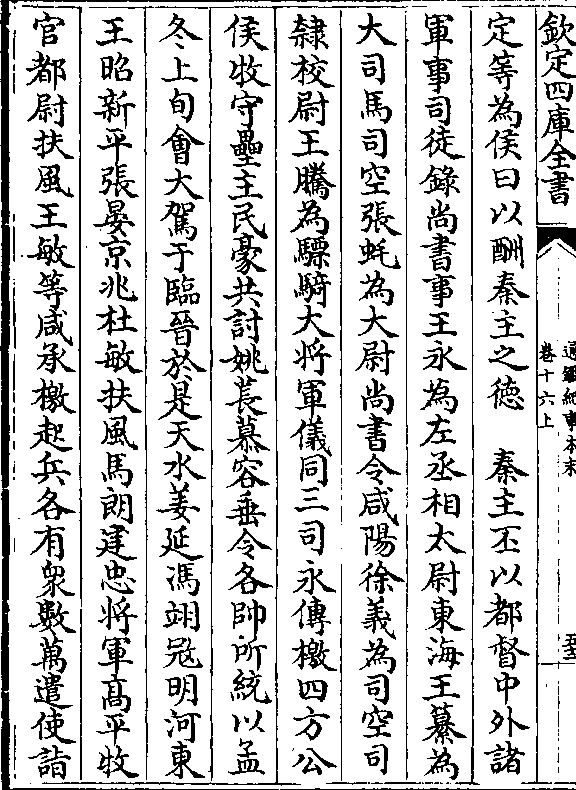 欽定四庫全書
通鑑紀事本末
卷十六上
定等為侯曰以酬秦主之德　秦主丕以都督中外諸
軍事司徒錄尚書事王永為左丞相太尉東海王纂為
大司馬司空張蚝為大尉尚書令咸陽徐義為司空司
隸校尉王騰為驃騎大將軍儀同三司永傳檄四方公
侯牧守壘主民豪共討姚萇慕容垂令各帥所統以孟
冬上旬會大駕于臨晉於是天水姜延馮翊寇明河東
王昭新平張晏京兆杜敏扶風馬朗建忠將軍高平牧
官都尉扶風王敏等咸承檄起兵各有衆數萬遣使詣